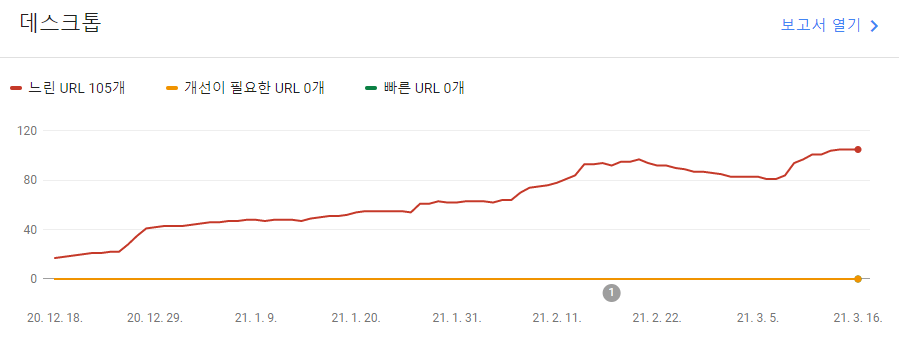 데스크톱
보고서 열기
느린 URL 105개 개선이 필요한 URL 0개 빠른 URL 0개
120
80
40
0
1
20. 12. 18. 20. 12. 29. 21. 1. 9. 21. 1. 20. 21. 1. 31. 21. 2. 11. 21. 2. 22. 21. 3. 5. 21. 3. 16.